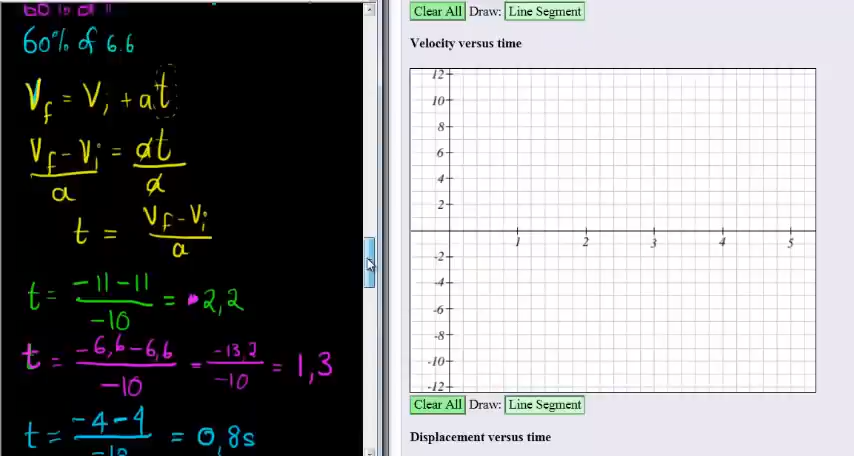 60% of 6.6
Vf = Vi + at
Vf - Vi = at
a a
t = Vf - Vi
a
t = -11 - 11 = 2,2
-10
t = -6,6 - 6,6 = -13,2 = 1,3
-10 -10
t = -4 - 4 = 0,8s
Clear All Draw: Line Segment
Velocity versus time
12
10
8
6
4
2
1 2 3 4 5
-2
-4
-6
-8
-10
-12
Clear All Draw: Line Segment
Displacement versus time